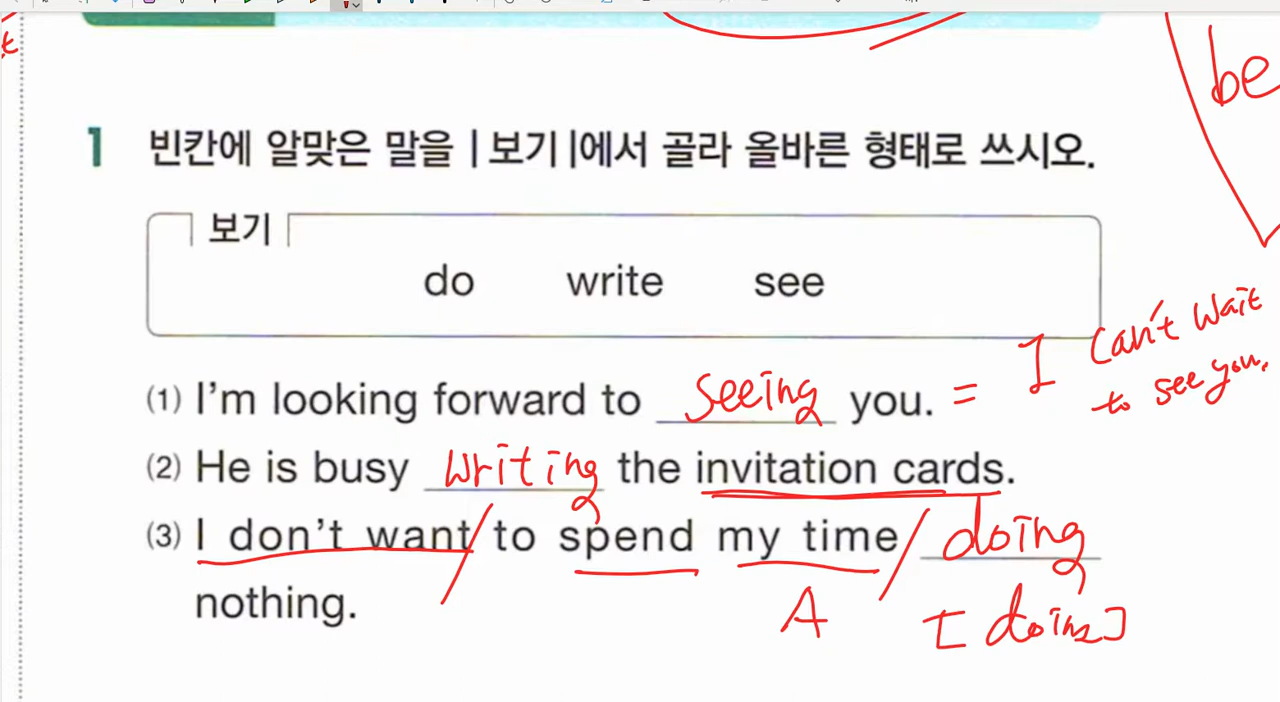 be
1 빈칸에 알맞은 말을 | 보기 |에서 골라 올바른 형태로 쓰시오.
보기
do write see
(1) I'm looking forward to seeing you. = I can't wait
to see you.
(2) He is busy writing the invitation cards.
(3) I don't want / to spend my time / doing
nothing.
A [doing]